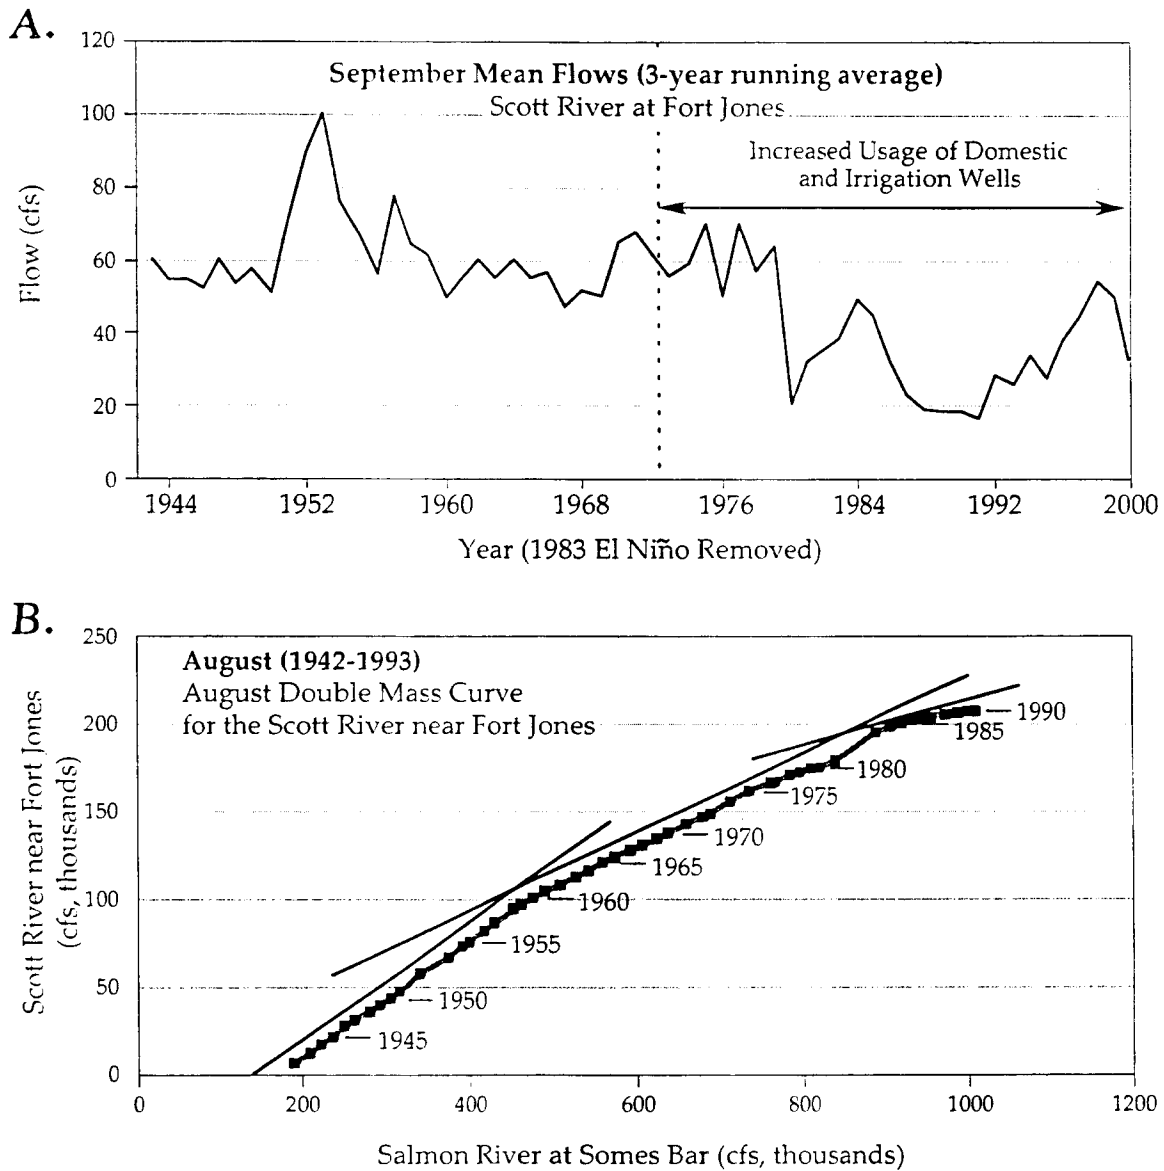 A.
120
100
80
60
40
20
0
Flow (cfs)
September Mean Flows (3-year running average)
Scott River at Fort Jones
Increased Usage of Domestic
and Irrigation Wells
1944 1952 1960 1968 1976 1984 1992 2000
Year (1983 El Niño Removed)
B.
250
200
150
100
50
0
Scott River near Fort Jones
(cfs, thousands)
August (1942-1993)
August Double Mass Curve
for the Scott River near Fort Jones
1990
1985
1980
1975
1970
1965
1960
1955
1950
1945
0 200 400 600 800 1000 1200
Salmon River at Somes Bar (cfs, thousands)